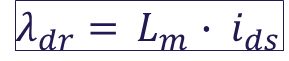 λ_dr = L_m · i_ds